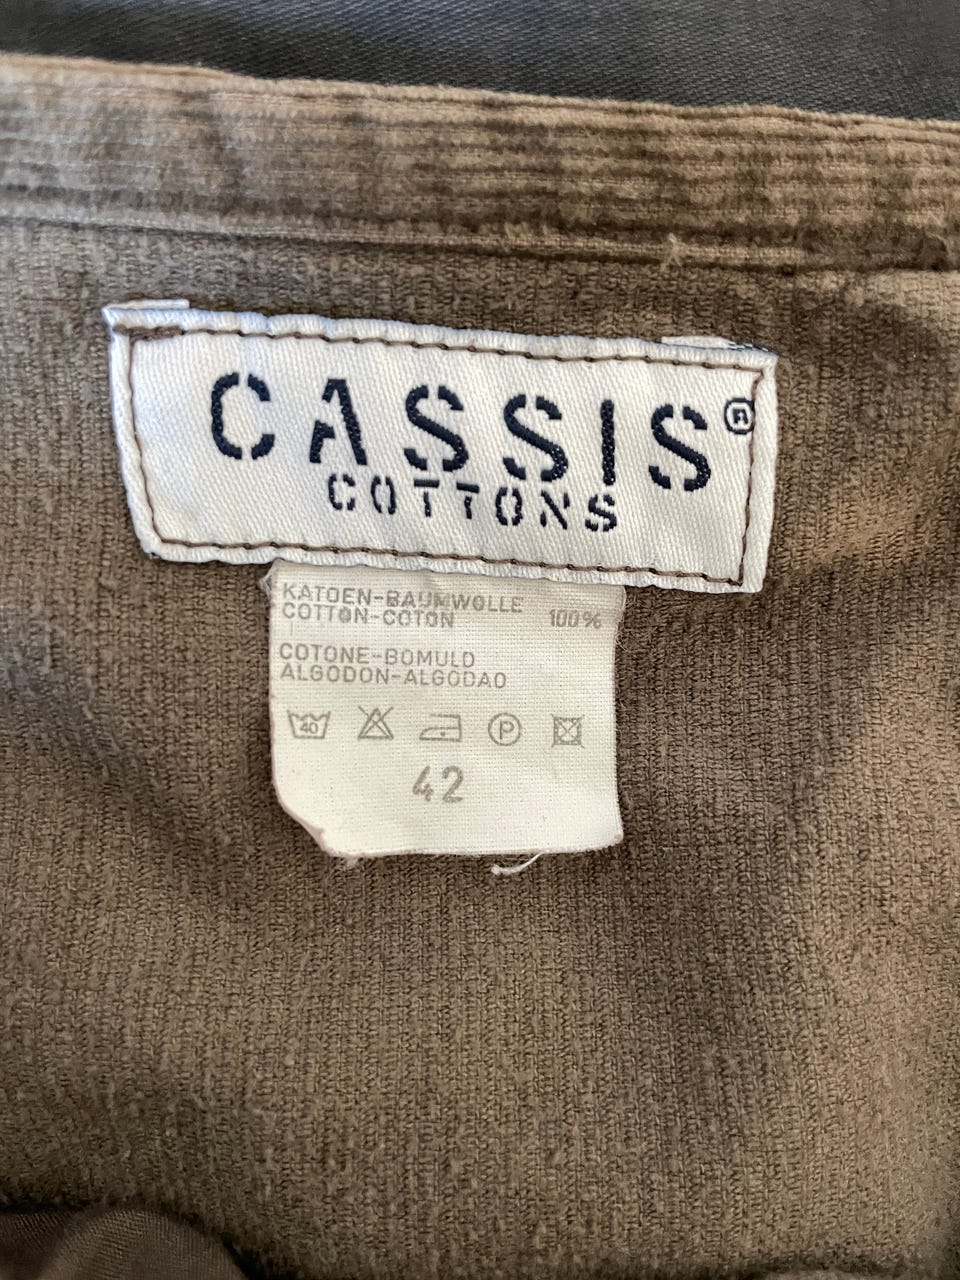 CASSIS®
COTTONS
KATOEN-BAUMWOLLE
COTTON-COTON 100%
COTONE-BOMULD
ALGODON-ALGODAO
40 P
42